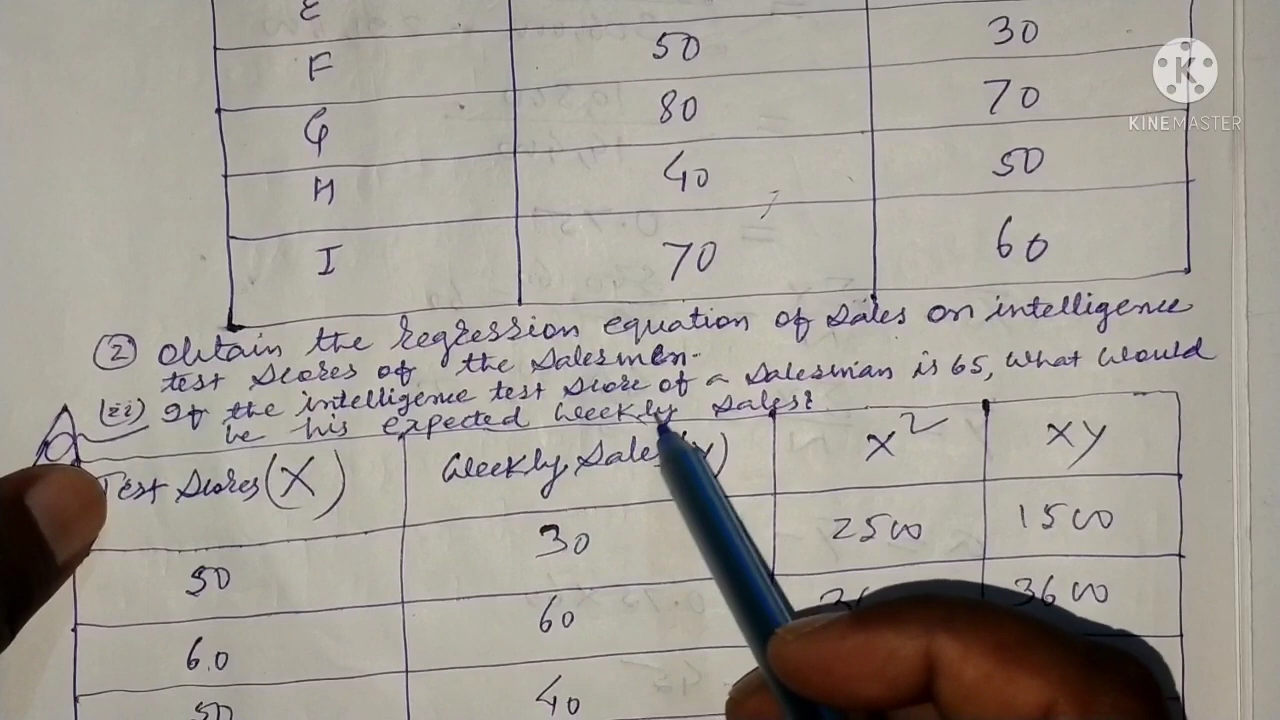 E
F 50 30
G 80 70
H 40 50
I 70 60
② Obtain the regression equation of sales on intelligence
test scores of the salesmen.
(ii) If the intelligence test score of a salesman is 65, what would
be his expected weekly sales?
Test Scores (X) Weekly Sales (Y) X² XY
50 30 2500 1500
60 60 3600
50 40
K
KINEMASTER